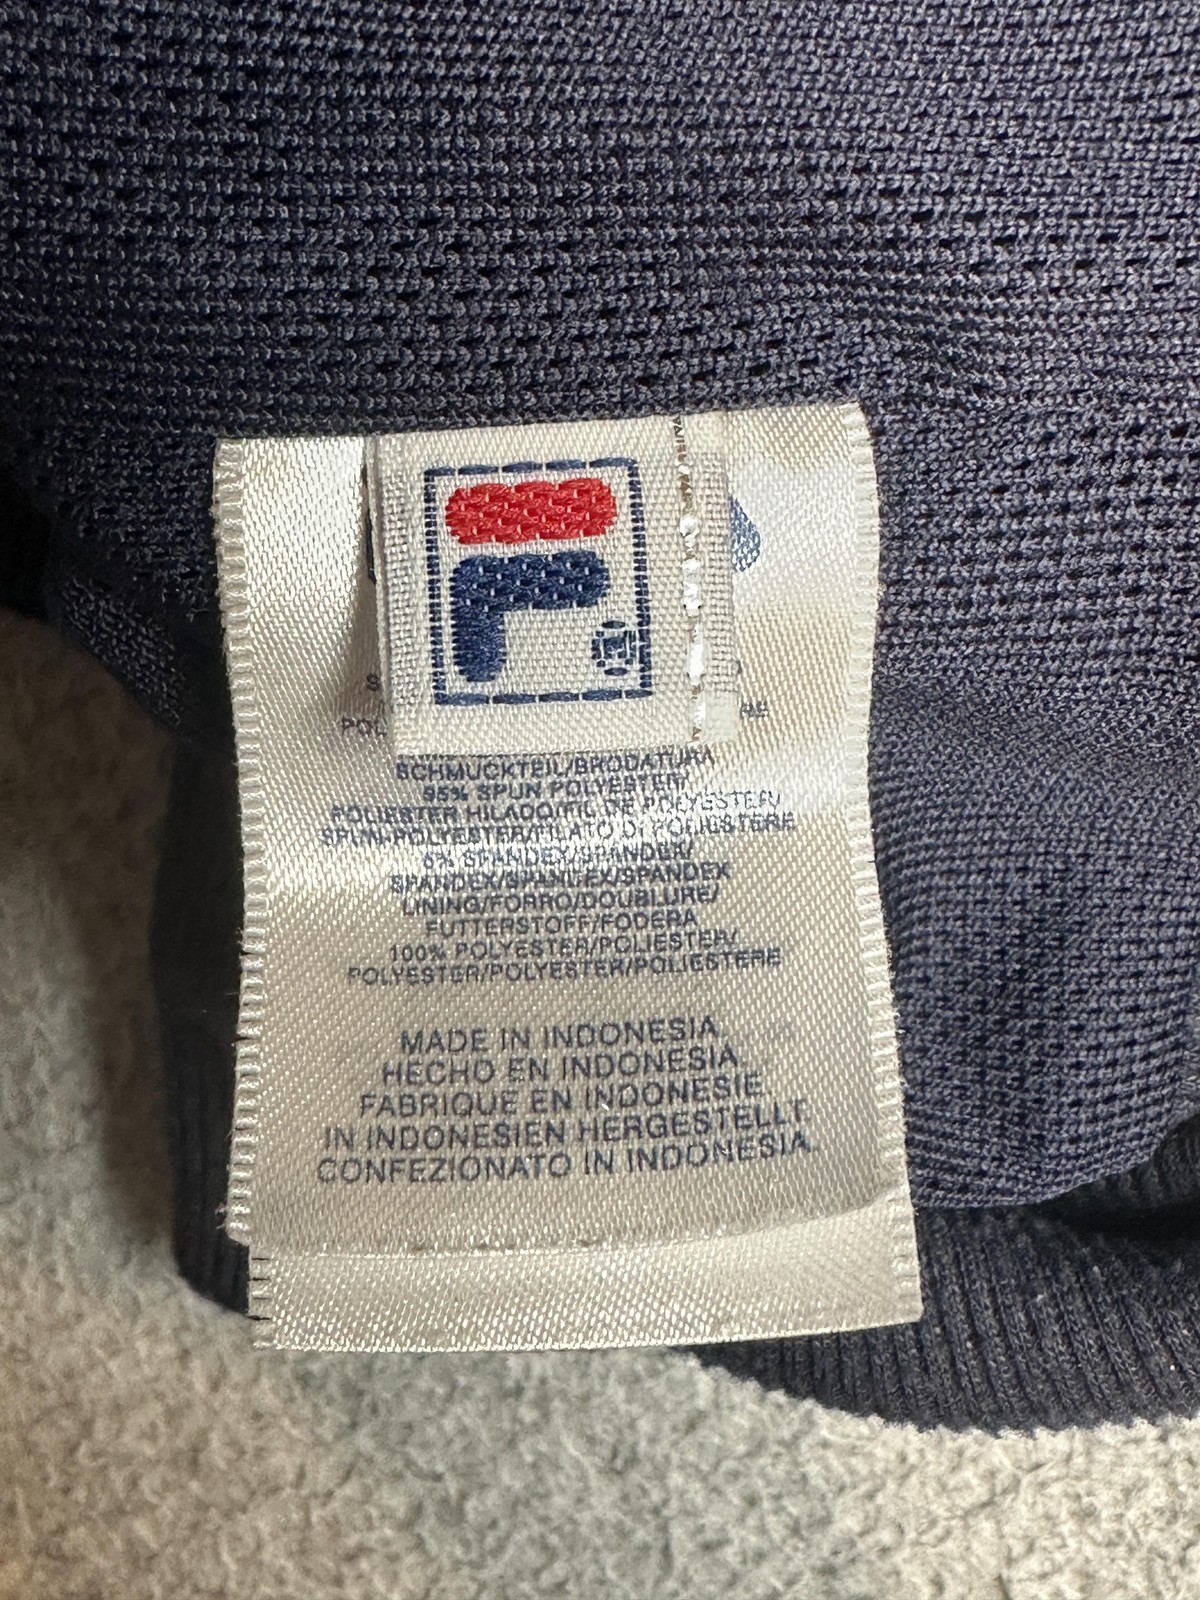 SCHMUCKTEIL/BRODATURA
95% SPUN POLYESTER/
POLIESTER HILADO/FIL DE POLYESTER/
SPUN-POLYESTER/FILATO DI POLIESTERE
5% SPANDEX/SPANDEX/
SPANDEX/SPANDEX/SPANDEX
LINING/FORRO/DOUBLURE/
FUTTERSTOFF/FODERA
100% POLYESTER/POLIESTER/
POLYESTER/POLYESTER/POLIESTERE
MADE IN INDONESIA.
HECHO EN INDONESIA.
FABRIQUE EN INDONESIE.
IN INDONESIEN HERGESTELLT.
CONFEZIONATO IN INDONESIA.